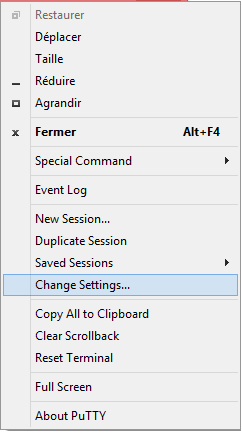 Restaurer
Déplacer
Taille
Réduire
Agrandir
Fermer Alt+F4
Special Command
Event Log
New Session...
Duplicate Session
Saved Sessions
Change Settings...
Copy All to Clipboard
Clear Scrollback
Reset Terminal
Full Screen
About PuTTY